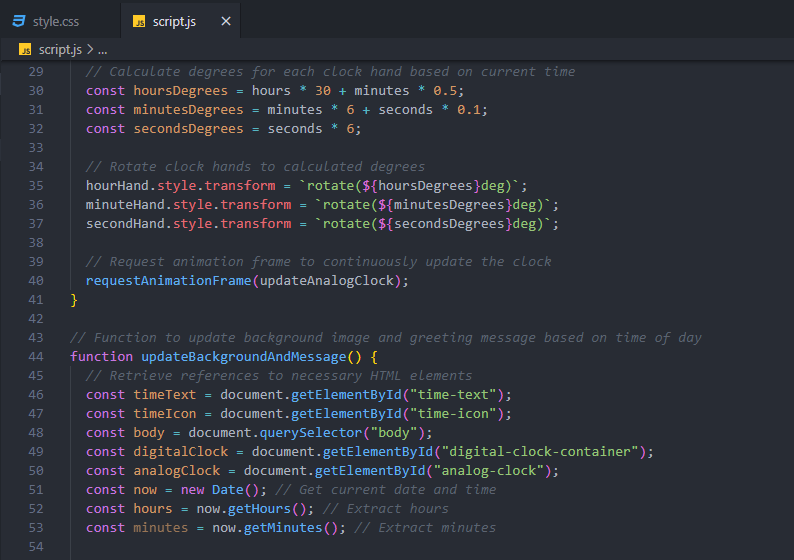 style.css
JS script.js ×
JS script.js > ...
29 // Calculate degrees for each clock hand based on current time
30 const hoursDegrees = hours * 30 + minutes * 0.5;
31 const minutesDegrees = minutes * 6 + seconds * 0.1;
32 const secondsDegrees = seconds * 6;
33
34 // Rotate clock hands to calculated degrees
35 hourHand.style.transform = `rotate(${hoursDegrees}deg)`;
36 minuteHand.style.transform = `rotate(${minutesDegrees}deg)`;
37 secondHand.style.transform = `rotate(${secondsDegrees}deg)`;
38
39 // Request animation frame to continuously update the clock
40 requestAnimationFrame(updateAnalogClock);
41 }
42
43 // Function to update background image and greeting message based on time of day
44 function updateBackgroundAndMessage() {
45 // Retrieve references to necessary HTML elements
46 const timeText = document.getElementById("time-text");
47 const timeIcon = document.getElementById("time-icon");
48 const body = document.querySelector("body");
49 const digitalClock = document.getElementById("digital-clock-container");
50 const analogClock = document.getElementById("analog-clock");
51 const now = new Date(); // Get current date and time
52 const hours = now.getHours(); // Extract hours
53 const minutes = now.getMinutes(); // Extract minutes
54